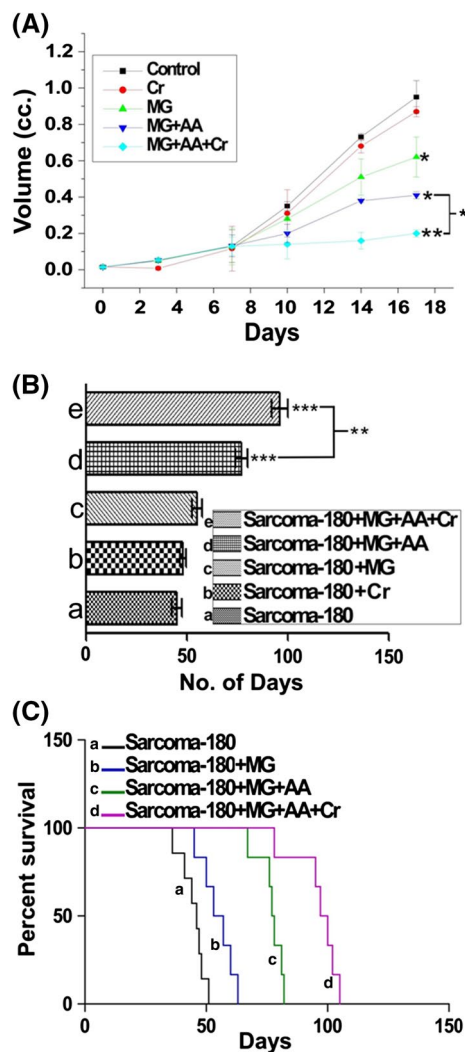 (A)
1.2
1.0
0.8
0.6
0.4
0.2
0.0
Volume (cc.)
Control
Cr
MG
MG+AA
MG+AA+Cr
*
*
**
*
0 2 4 6 8 10 12 14 16 18
Days
(B)
e
d
c
b
a
***
***
**
e Sarcoma-180+MG+AA+Cr
d Sarcoma-180+MG+AA
c Sarcoma-180+MG
b Sarcoma-180+Cr
a Sarcoma-180
0 50 100 150
No. of Days
(C)
150
100
50
0
Percent survival
a Sarcoma-180
b Sarcoma-180+MG
c Sarcoma-180+MG+AA
d Sarcoma-180+MG+AA+Cr
a
b
c
d
0 50 100 150
Days